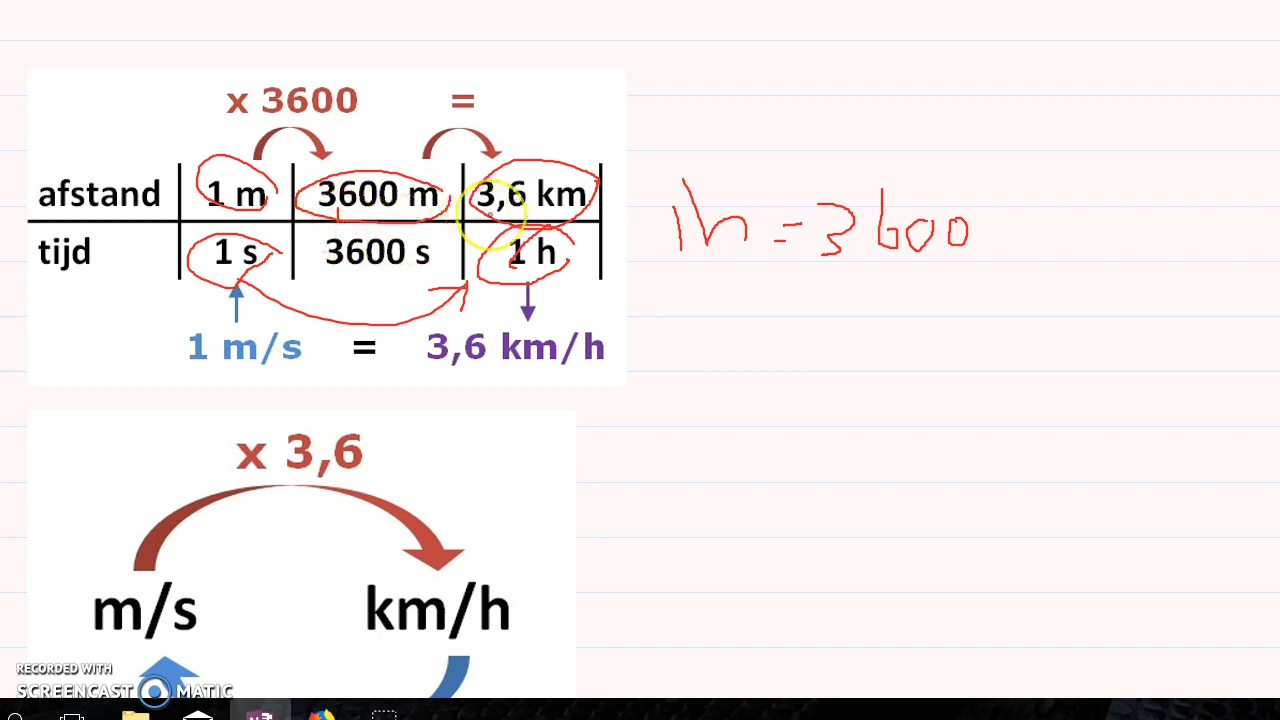 x 3600 =
afstand 1 m 3600 m 3,6 km
tijd 1 s 3600 s 1 h
1 m/s = 3,6 km/h
1h = 3600
x 3,6
m/s km/h
RECORDED WITH
SCREENCAST MATIC